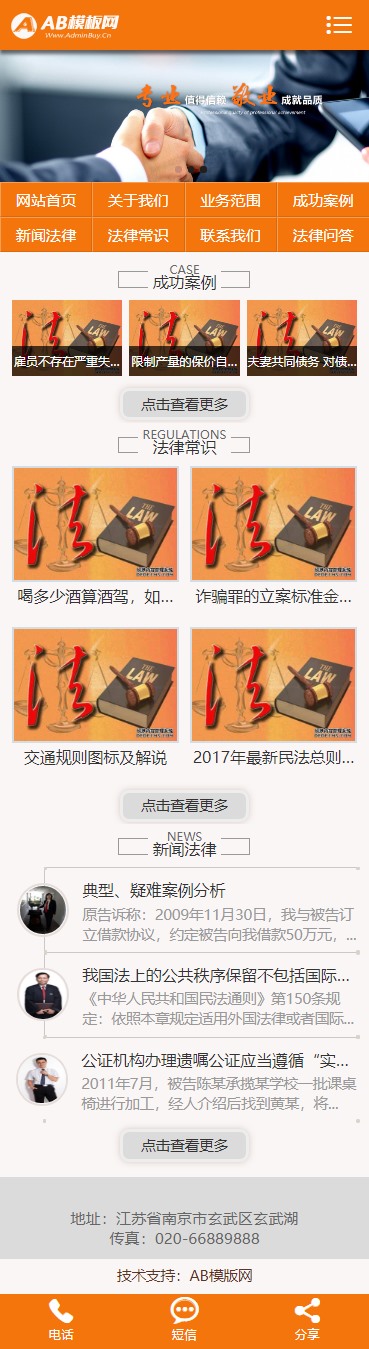 AB模板网
Www.AdminBuy.Cn
专业 值得信赖 敬业 成就品质
网站首页 关于我们 业务范围 成功案例
新闻法律 法律常识 联系我们 法律问答
CASE
成功案例
法 THE LAW 法 THE LAW 法 THE LAW
雇员不存在严重失... 限制产量的保价自... 夫妻共同债务 对债...
点击查看更多
REGULATIONS
法律常识
法 THE LAW 法 THE LAW
喝多少酒算酒驾，如... 诈骗罪的立案标准金...
法 THE LAW 法 THE LAW
交通规则图标及解说 2017年最新民法总则...
点击查看更多
NEWS
新闻法律
典型、疑难案例分析
原告诉称：2009年11月30日，我与被告订
立借款协议，约定被告向我借款50万元，...
我国法上的公共秩序保留不包括国际...
《中华人民共和国民法通则》第150条规
定：依照本章规定适用外国法律或者国际...
公证机构办理遗嘱公证应当遵循“实...
2011年7月，被告陈某承揽某学校一批课桌
椅进行加工，经人介绍后找到黄某，将...
点击查看更多
地址：江苏省南京市玄武区玄武湖
传真：020-66889888
技术支持：AB模版网
电话 短信 分享